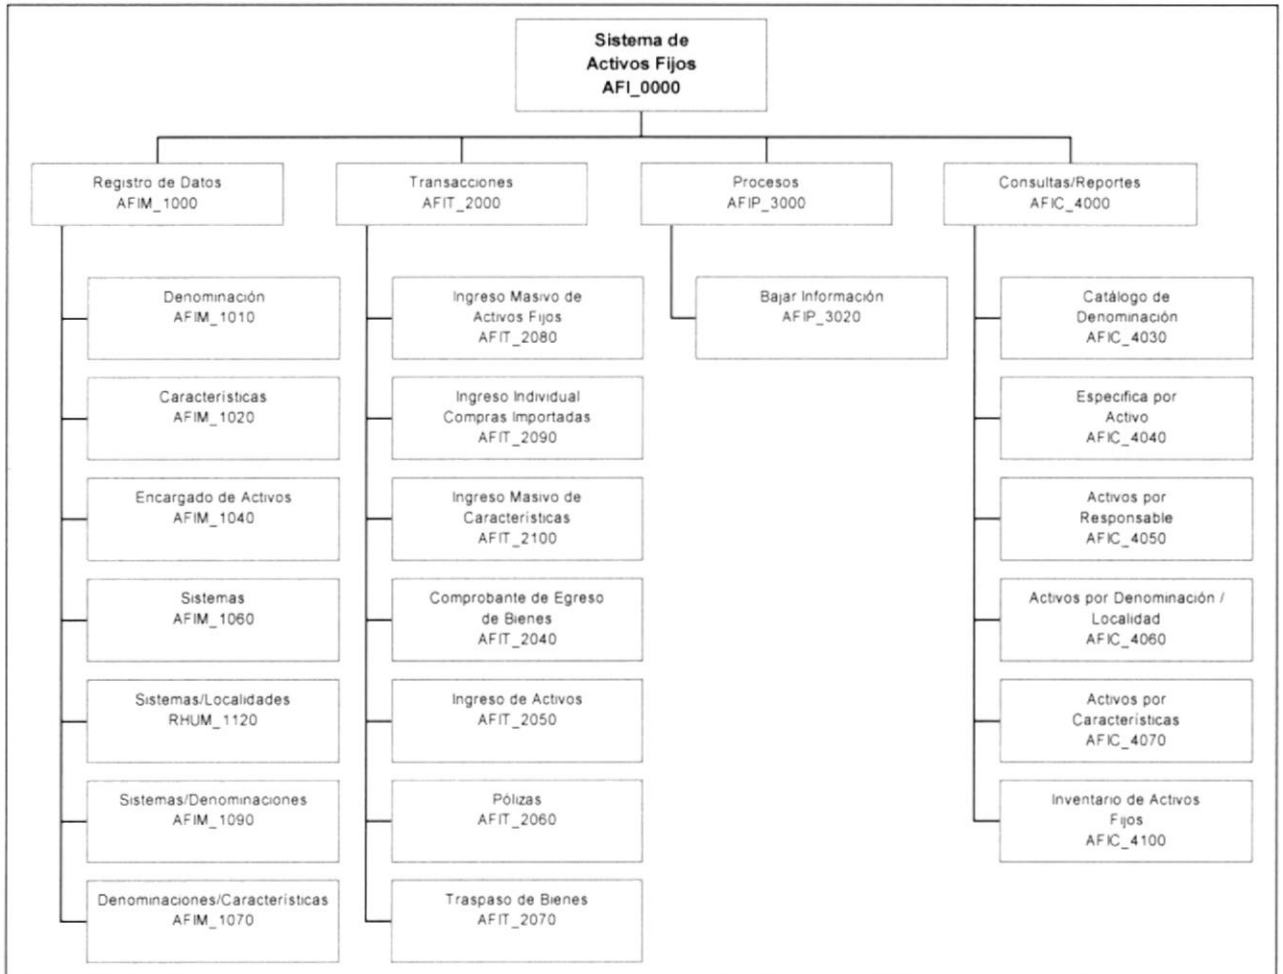 Sistema de
Activos Fijos
AFI_0000
Registro de Datos
AFIM_1000
Transacciones
AFIT_2000
Procesos
AFIP_3000
Consultas/Reportes
AFIC_4000
Denominación
AFIM_1010
Características
AFIM_1020
Encargado de Activos
AFIM_1040
Sistemas
AFIM_1060
Sistemas/Localidades
RHUM_1120
Sistemas/Denominaciones
AFIM_1090
Denominaciones/Características
AFIM_1070
Ingreso Masivo de
Activos Fijos
AFIT_2080
Ingreso Individual
Compras Importadas
AFIT_2090
Ingreso Masivo de
Características
AFIT_2100
Comprobante de Egreso
de Bienes
AFIT_2040
Ingreso de Activos
AFIT_2050
Pólizas
AFIT_2060
Traspaso de Bienes
AFIT_2070
Bajar Información
AFIP_3020
Catálogo de
Denominación
AFIC_4030
Especifica por
Activo
AFIC_4040
Activos por
Responsable
AFIC_4050
Activos por Denominación /
Localidad
AFIC_4060
Activos por
Características
AFIC_4070
Inventario de Activos
Fijos
AFIC_4100